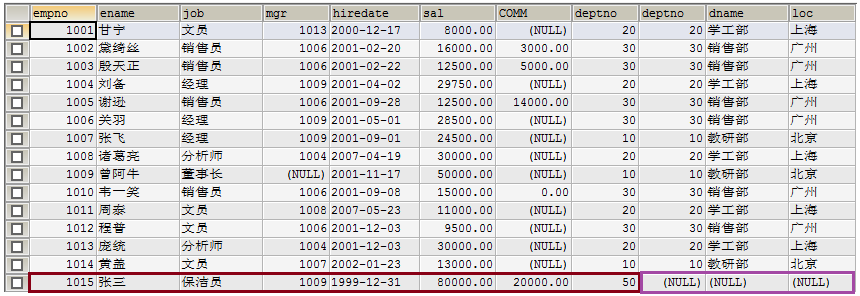 empno ename job mgr hiredate sal COMM deptno deptno dname loc
1001 甘宁 文员 1013 2000-12-17 8000.00 (NULL) 20 20 学工部 上海
1002 黛绮丝 销售员 1006 2001-02-20 16000.00 3000.00 30 30 销售部 广州
1003 殷天正 销售员 1006 2001-02-22 12500.00 5000.00 30 30 销售部 广州
1004 刘备 经理 1009 2001-04-02 29750.00 (NULL) 20 20 学工部 上海
1005 谢逊 销售员 1006 2001-09-28 12500.00 14000.00 30 30 销售部 广州
1006 关羽 经理 1009 2001-05-01 28500.00 (NULL) 30 30 销售部 广州
1007 张飞 经理 1009 2001-09-01 24500.00 (NULL) 10 10 教研部 北京
1008 诸葛亮 分析师 1004 2007-04-19 30000.00 (NULL) 20 20 学工部 上海
1009 曾阿牛 董事长 (NULL) 2001-11-17 50000.00 (NULL) 10 10 教研部 北京
1010 韦一笑 销售员 1006 2001-09-08 15000.00 0.00 30 30 销售部 广州
1011 周泰 文员 1008 2007-05-23 11000.00 (NULL) 20 20 学工部 上海
1012 程普 文员 1006 2001-12-03 9500.00 (NULL) 30 30 销售部 广州
1013 庞统 分析师 1004 2001-12-03 30000.00 (NULL) 20 20 学工部 上海
1014 黄盖 文员 1007 2002-01-23 13000.00 (NULL) 10 10 教研部 北京
1015 张三 保洁员 1009 1999-12-31 80000.00 20000.00 50 (NULL) (NULL) (NULL)